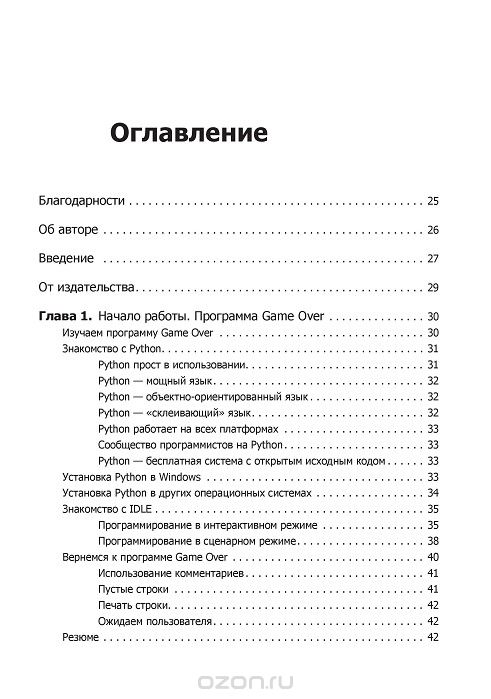 Оглавление
Благодарности . . . . . . . . . . . . . . . . . . . . . . . . . . . . . . . . . . . . . . . . . . . . . . 25
Об авторе . . . . . . . . . . . . . . . . . . . . . . . . . . . . . . . . . . . . . . . . . . . . . . . . . . 26
Введение . . . . . . . . . . . . . . . . . . . . . . . . . . . . . . . . . . . . . . . . . . . . . . . . . . 27
От издательства. . . . . . . . . . . . . . . . . . . . . . . . . . . . . . . . . . . . . . . . . . . . . 29
Глава 1. Начало работы. Программа Game Over . . . . . . . . . . . . . . . 30
Изучаем программу Game Over . . . . . . . . . . . . . . . . . . . . . . . . . . . . . . . . 30
Знакомство с Python. . . . . . . . . . . . . . . . . . . . . . . . . . . . . . . . . . . . . . . . . 31
Python прост в использовании. . . . . . . . . . . . . . . . . . . . . . . . . . . . 31
Python — мощный язык. . . . . . . . . . . . . . . . . . . . . . . . . . . . . . . . . 32
Python — объектно-ориентированный язык . . . . . . . . . . . . . . . . . . 32
Python — «склеивающий» язык. . . . . . . . . . . . . . . . . . . . . . . . . . . 32
Python работает на всех платформах . . . . . . . . . . . . . . . . . . . . . . . 33
Сообщество программистов на Python . . . . . . . . . . . . . . . . . . . . . . 33
Python — бесплатная система с открытым исходным кодом . . . . . . 33
Установка Python в Windows . . . . . . . . . . . . . . . . . . . . . . . . . . . . . . . . . . 33
Установка Python в других операционных системах . . . . . . . . . . . . . . . . . 34
Знакомство с IDLE . . . . . . . . . . . . . . . . . . . . . . . . . . . . . . . . . . . . . . . . . . 35
Программирование в интерактивном режиме . . . . . . . . . . . . . . . . . 35
Программирование в сценарном режиме. . . . . . . . . . . . . . . . . . . . 38
Вернемся к программе Game Over . . . . . . . . . . . . . . . . . . . . . . . . . . . . . . 40
Использование комментариев . . . . . . . . . . . . . . . . . . . . . . . . . . . . 41
Пустые строки . . . . . . . . . . . . . . . . . . . . . . . . . . . . . . . . . . . . . . . . 41
Печать строки. . . . . . . . . . . . . . . . . . . . . . . . . . . . . . . . . . . . . . . . 42
Ожидаем пользователя . . . . . . . . . . . . . . . . . . . . . . . . . . . . . . . . . 42
Резюме . . . . . . . . . . . . . . . . . . . . . . . . . . . . . . . . . . . . . . . . . . . . . . . . . . 42
ozon.ru